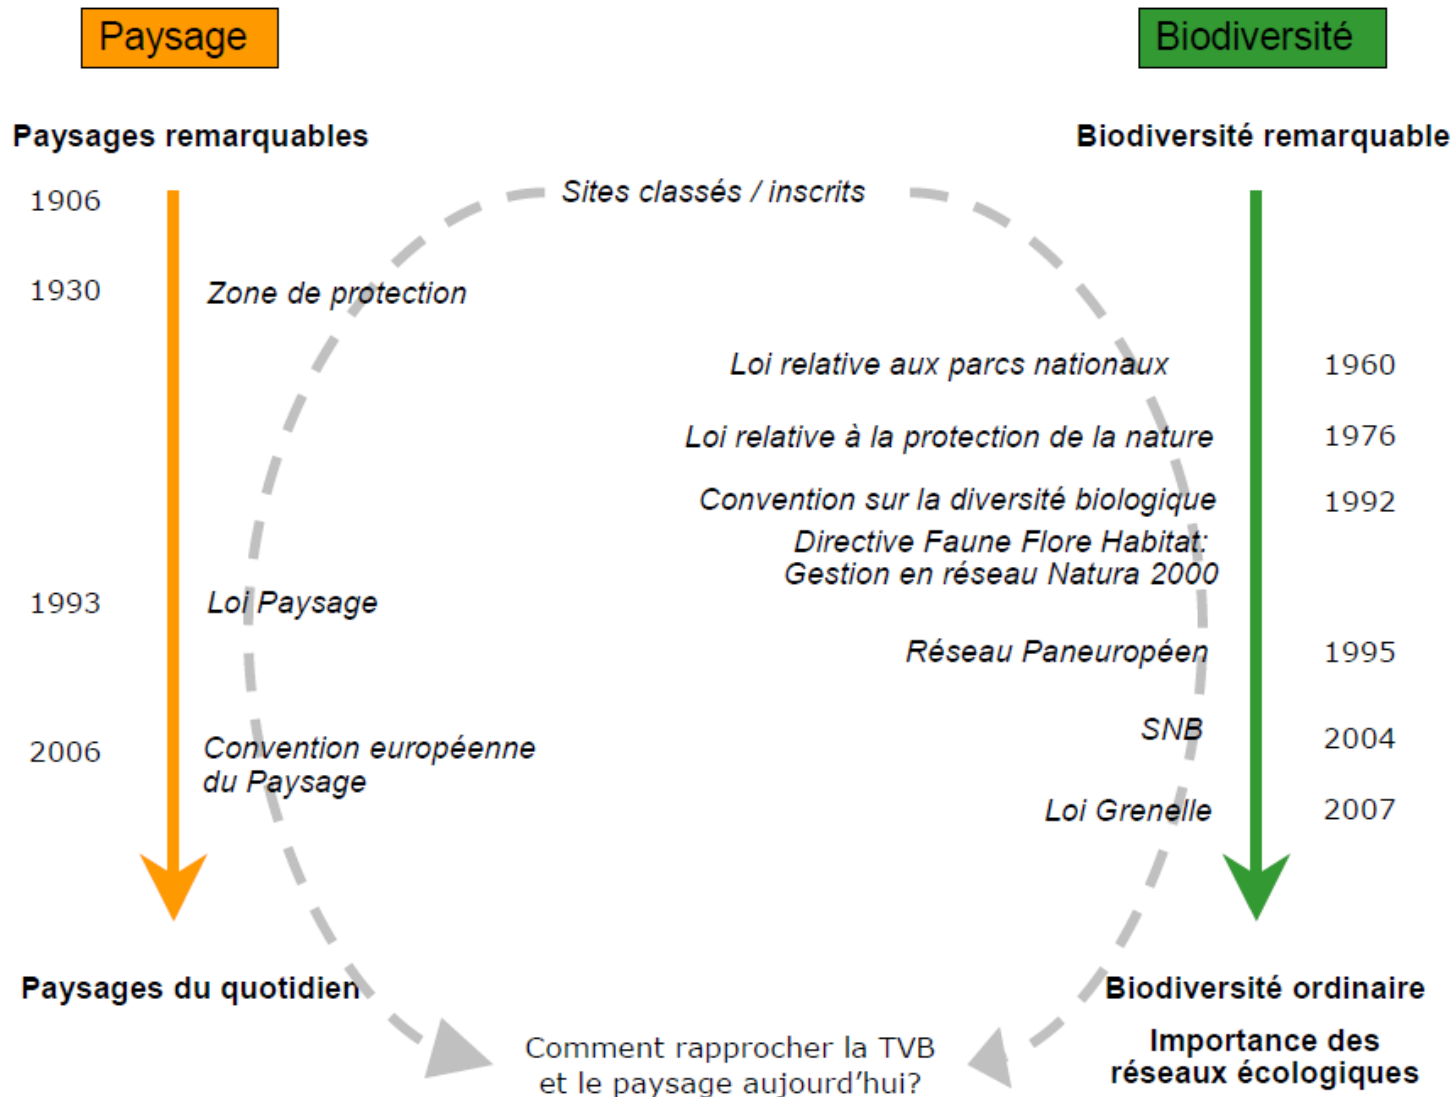 Paysage
Biodiversité
Paysages remarquables
Biodiversité remarquable
1906
Sites classés / inscrits
1930
Zone de protection
Loi relative aux parcs nationaux
1960
Loi relative à la protection de la nature
1976
Convention sur la diversité biologique
1992
Directive Faune Flore Habitat:
Gestion en réseau Natura 2000
1993
Loi Paysage
Réseau Paneuropéen
1995
SNB
2004
2006
Convention européenne
du Paysage
Loi Grenelle
2007
Paysages du quotidien
Biodiversité ordinaire
Importance des
réseaux écologiques
Comment rapprocher la TVB
et le paysage aujourd'hui?